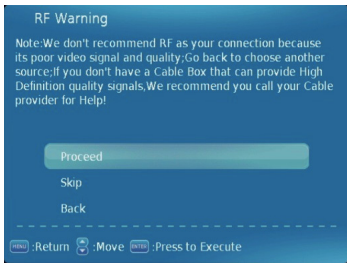 RF Warning
Note:We don't recommend RF as your connection because
its poor video signal and quality;Go back to choose another
source;If you don't have a Cable Box that can provide High
Definition quality signals,We recommend you call your Cable
provider for Help!
Proceed
Skip
Back
MENU :Return :Move ENTER :Press to Execute